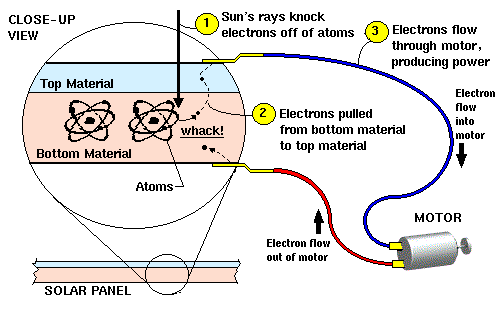 CLOSE-UP
VIEW
1
Sun's rays knock
electrons off of atoms
3
Electrons flow
through motor,
producing power
Top Material
Electron
flow
into
motor
2
Electrons pulled
from bottom material
to top material
whack!
Bottom Material
Atoms
MOTOR
Electron flow
out of motor
SOLAR PANEL